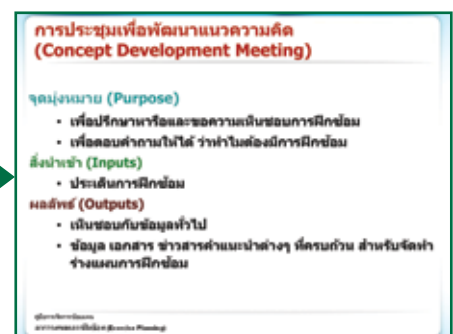 การประชุมเพื่อพัฒนาแนวความคิด
(Concept Development Meeting)
จุดมุ่งหมาย (Purpose)
• เพื่อปรึกษาหารือและขอความเห็นชอบการฝึกซ้อม
• เพื่อตอบคำถามให้ได้ ว่าทำไมต้องมีการฝึกซ้อม
สิ่งนำเข้า (Inputs)
• ประเด็นการฝึกซ้อม
ผลลัพธ์ (Outputs)
• เห็นชอบกับข้อมูลทั่วไป
• ข้อมูล เอกสาร ข่าวสารคำแนะนำต่างๆ ที่ครบถ้วน สำหรับจัดทำ
ร่างแผนการฝึกซ้อม
(Exercise Planning)